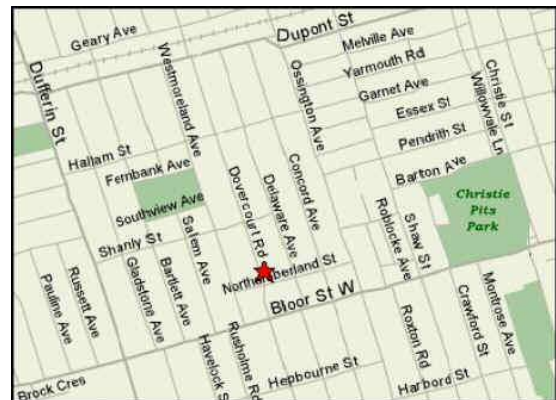 Geary Ave
Dupont St
Melville Ave
Yarmouth Rd
Garnet Ave
Essex St
Pendrith St
Barton Ave
Christie St
Willowvale Ln
Ossington Ave
Westmoreland Ave
Dufferin St
Hallam St
Fernbank Ave
Southview Ave
Shanly St
Dovercourt Rd
Delaware Ave
Concord Ave
Christie
Pits
Park
Roblocke Ave
Shaw St
Northumberland St
Bloor St W
Salem Ave
Bartlett Ave
Gladstone Ave
Russett Ave
Pauline Ave
Brock Cres
Havelock S
Rusholme Rd
Hepbourne St
Roxton Rd
Crawford St
Montrose Ave
Harbord St